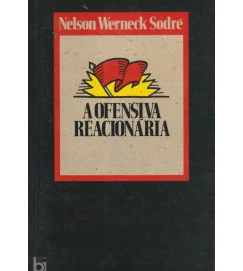 Nelson Werneck Sodré
A OFENSIVA
REACIONÁRIA